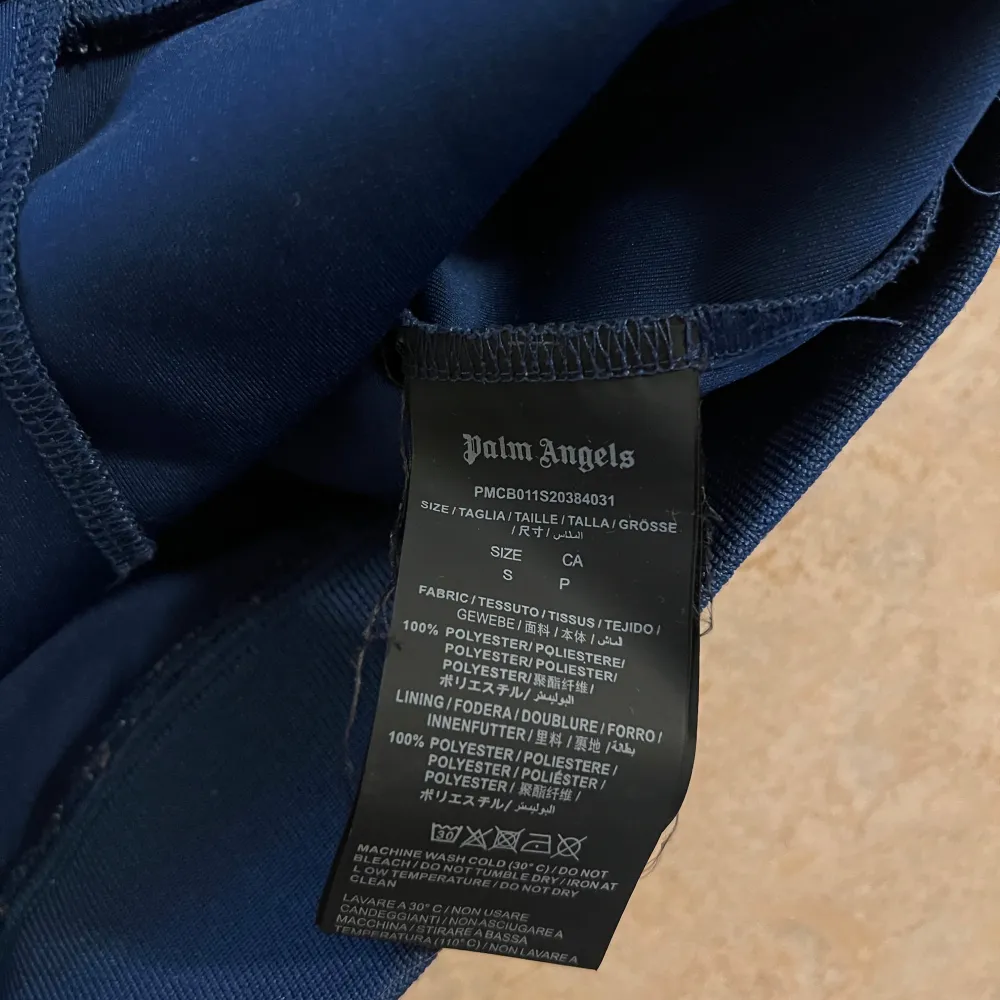 Palm Angels
PMCB011S20384031
SIZE / TAGLIA / TAILLE / TALLA / GRÖSSE
/ 尺寸 /
SIZE CA
S P
FABRIC / TESSUTO / TISSUS / TEJIDO /
GEWEBE / 面料 / 本体 /
100% POLYESTER/ POLIESTERE/
POLYESTER/ POLIÉSTER/
POLYESTER/ 聚酯纤维 /
ポリエステル/ البوليستر
LINING / FODERA / DOUBLURE / FORRO /
INNENFUTTER / 里料 / 裏地 / بطانة/
100% POLYESTER / POLIESTERE /
POLYESTER / POLIÉSTER /
POLYESTER / 聚酯纤维 /
ポリエステル/ البوليستر
30
MACHINE WASH COLD (30° C) / DO NOT
BLEACH / DO NOT TUMBLE DRY / IRON AT
LOW TEMPERATURE / DO NOT DRY
CLEAN
LAVARE A 30° C / NON USARE
CANDEGGIANTI / NON ASCIUGARE A
MACCHINA / STIRARE A BASSA
TEMPERATURA (110° C) / NON LAVARE A